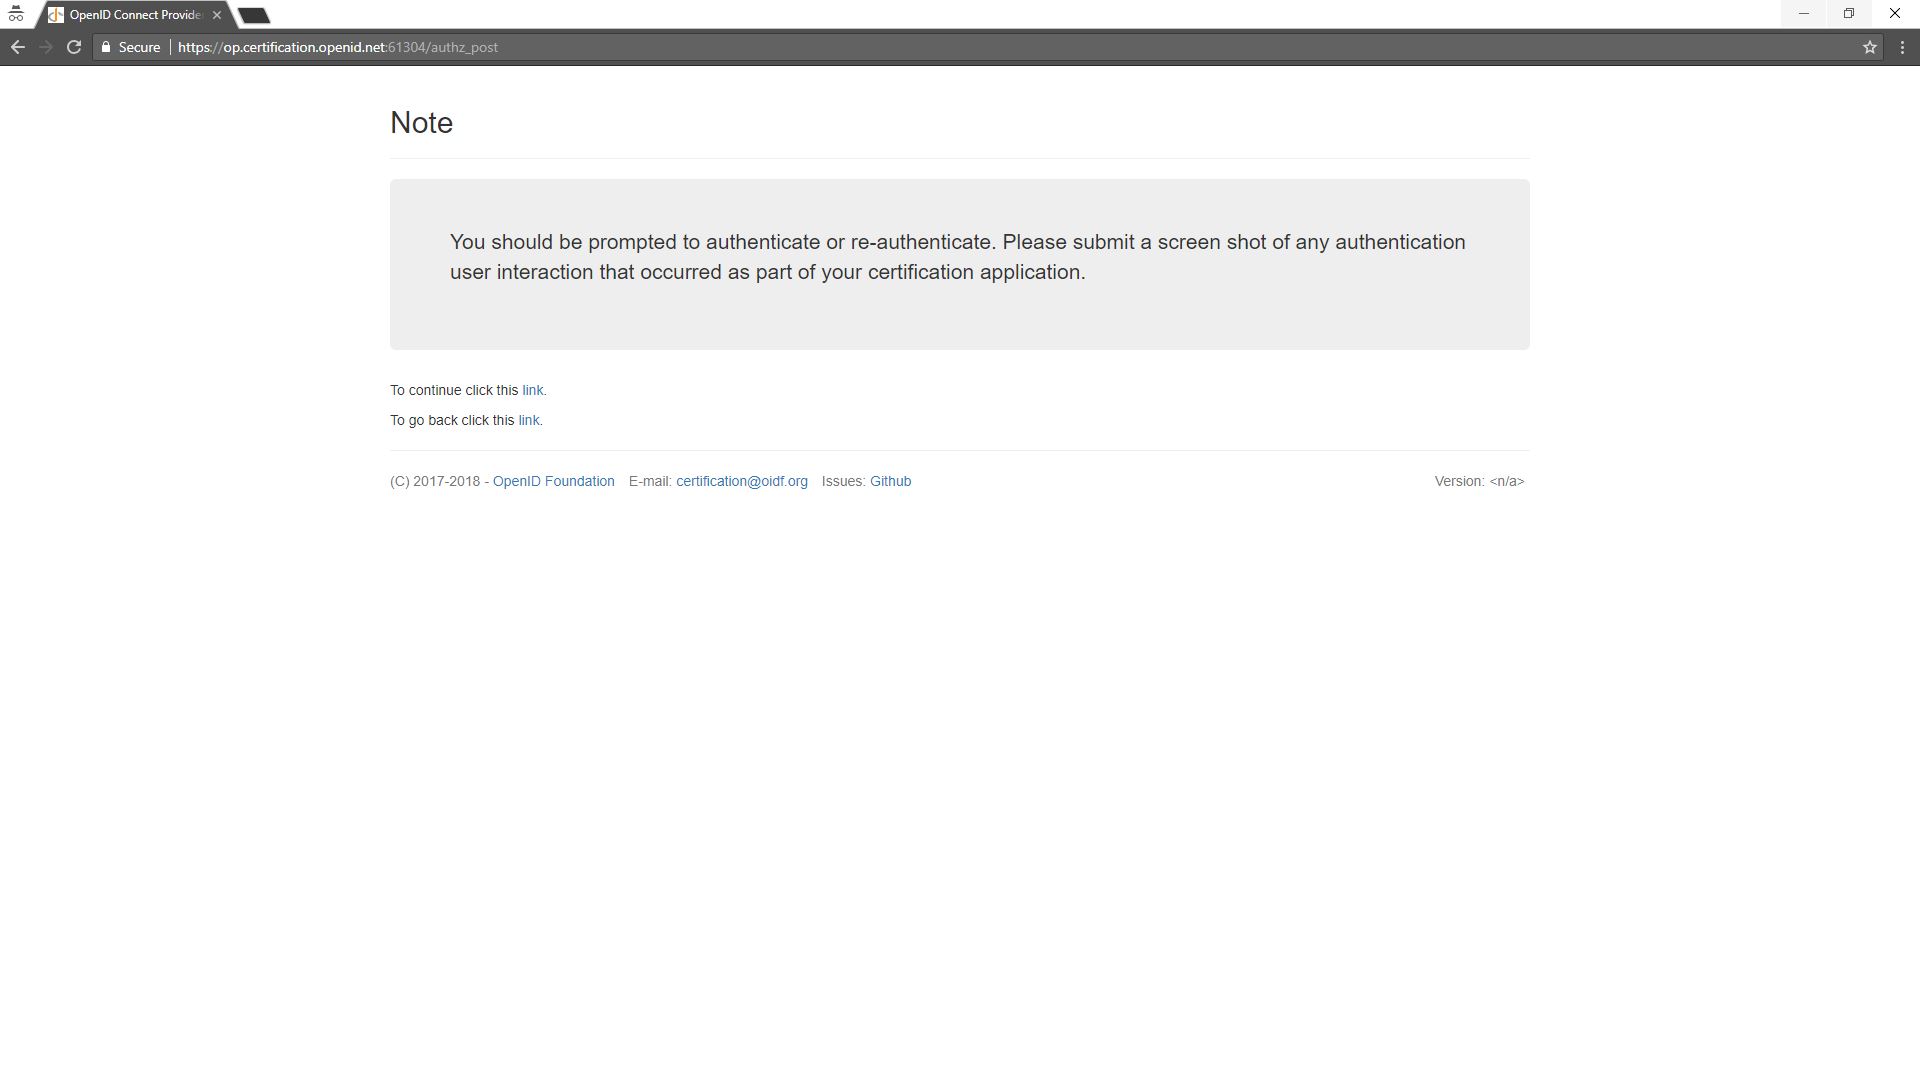 OpenID Connect Provide
Secure
https://op.certification.openid.net:61304/authz_post
Note
You should be prompted to authenticate or re-authenticate. Please submit a screen shot of any authentication
user interaction that occurred as part of your certification application.
To continue click this link.
To go back click this link.
(C) 2017-2018 - OpenID Foundation E-mail: certification@oidf.org Issues: Github Version: <n/a>